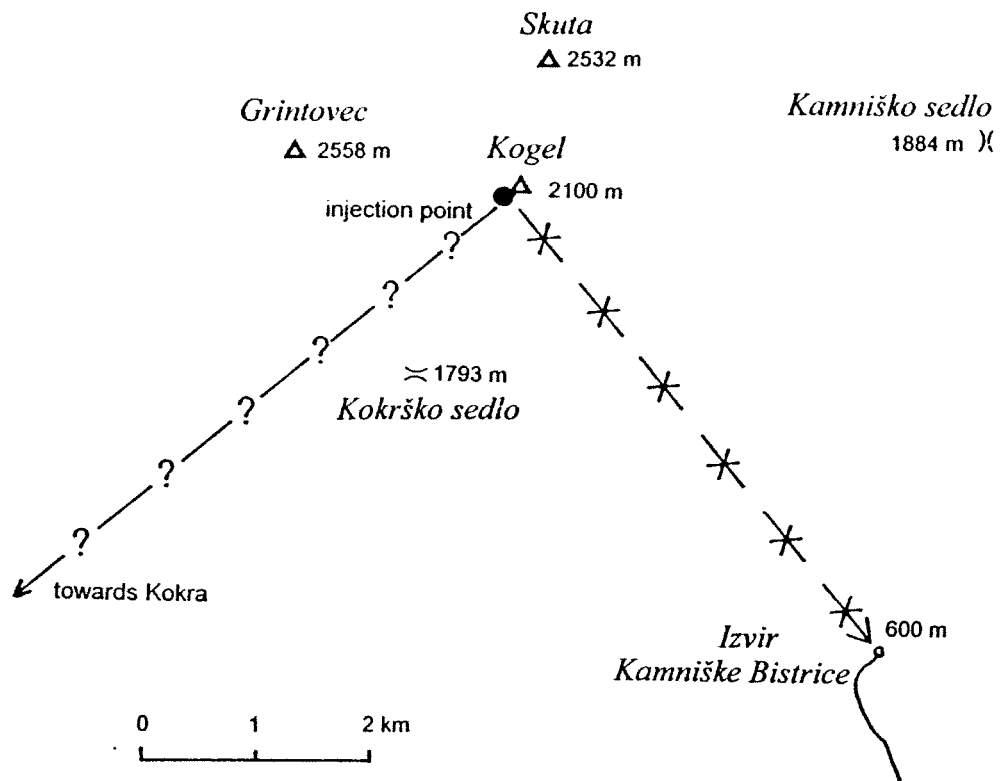 Skuta
2532 m
Grintovec
2558 m
Kamniško sedlo
1884 m
Kogel
2100 m
injection point
?
?
?
1793 m
Kokrško sedlo
?
?
?
towards Kokra
600 m
Izvir
Kamniške Bistrice
0 1 2 km